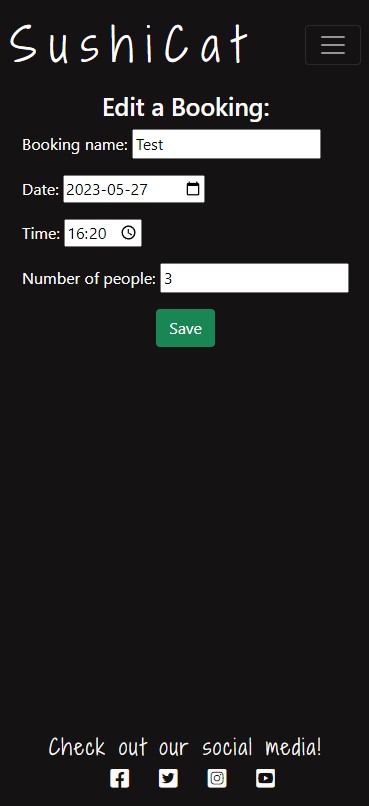 SushiCat
Edit a Booking:
Booking name: Test
Date: 2023-05-27
Time: 16:20
Number of people: 3
Save
Check out our social media!